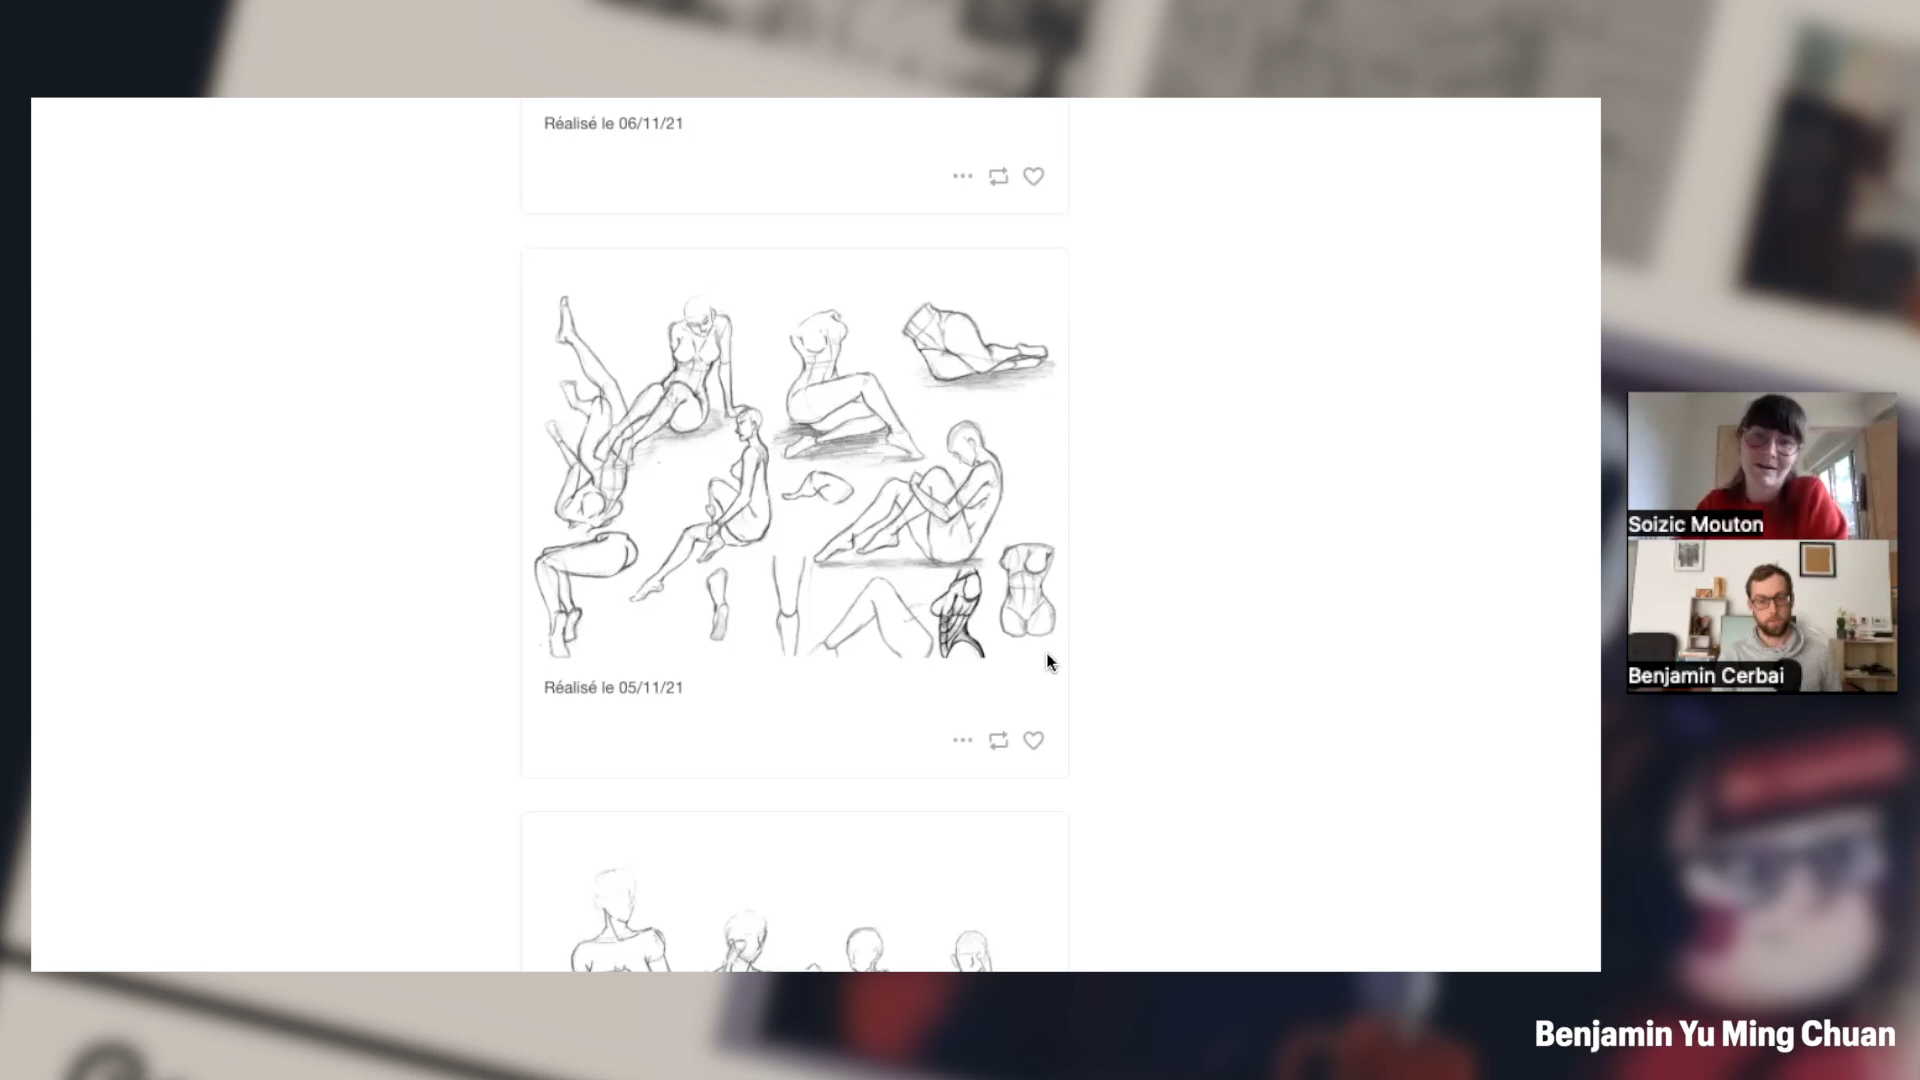 Réalisé le 06/11/21
Réalisé le 05/11/21
Soizic Mouton
Benjamin Cerbai
Benjamin Yu Ming Chuan